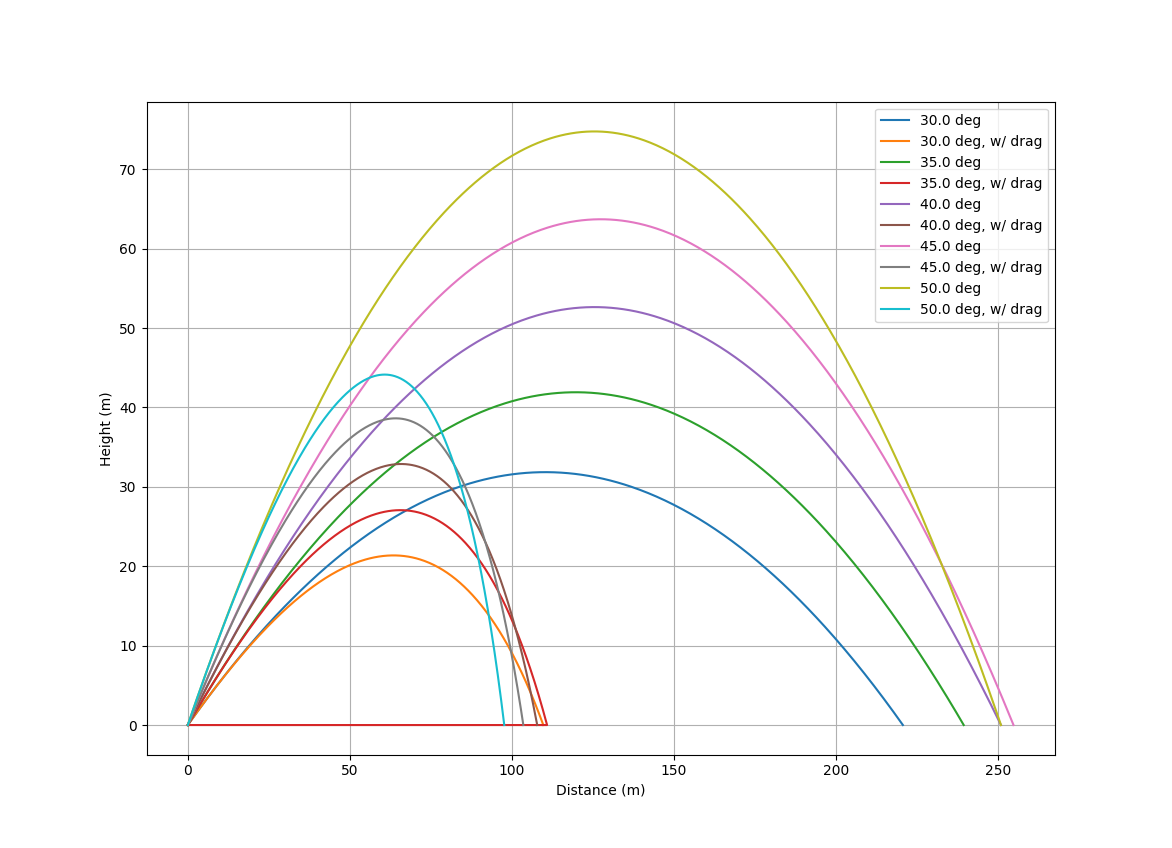 30.0 deg
30.0 deg, w/ drag
35.0 deg
35.0 deg, w/ drag
40.0 deg
40.0 deg, w/ drag
45.0 deg
45.0 deg, w/ drag
50.0 deg
50.0 deg, w/ drag
70
60
50
40
30
20
10
0
Height (m)
0 50 100 150 200 250
Distance (m)